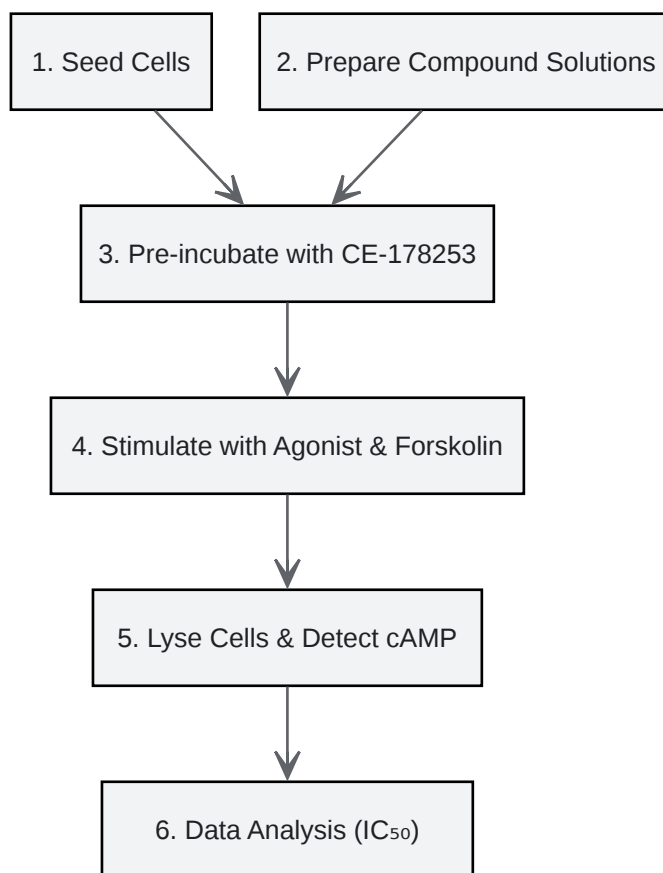 1. Seed Cells
2. Prepare Compound Solutions
3. Pre-incubate with CE-178253
4. Stimulate with Agonist & Forskolin
5. Lyse Cells & Detect cAMP
6. Data Analysis (IC₅₀)